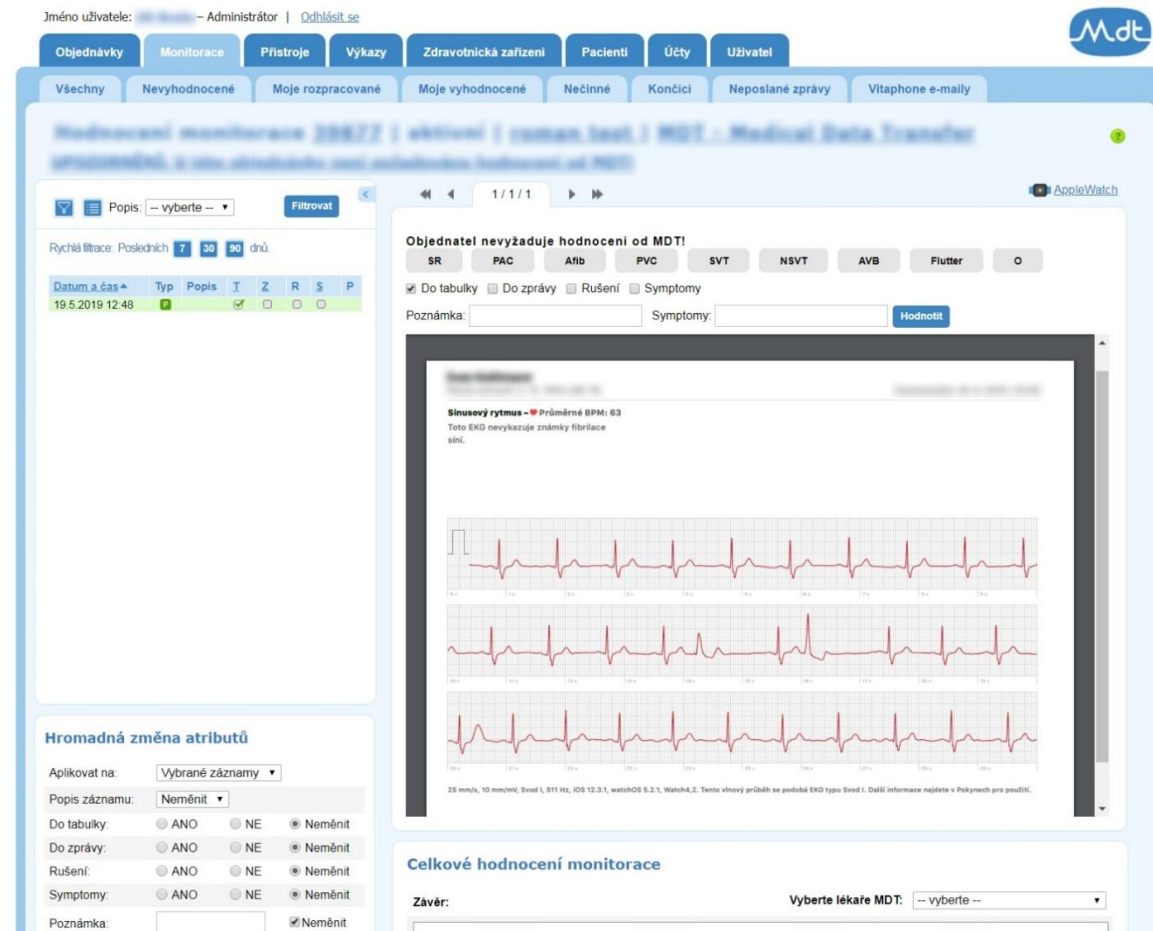 Jméno uživatele: – Administrátor | Odhlásit se
Mdt
Objednávky Monitorace Přístroje Výkazy Zdravotnická zařízení Pacienti Účty Uživatel
Všechny Nevyhodnocené Moje rozpracované Moje vyhodnocené Nečinné Končící Neposlané zprávy Vitaphone e-maily
?
Popis: -- vyberte -- Filtrovat
<
Rychlá filtrace: Posledních 7 30 90 dnů.
Datum a čas Typ Popis I Z R S P
19.5.2019 12:48 P
1 / 1 / 1
AppleWatch
Objednatel nevyžaduje hodnocení od MDT!
SR PAC Afib PVC SVT NSVT AVB Flutter O
Do tabulky Do zprávy Rušení Symptomy
Poznámka: Symptomy: Hodnotit
Sinusový rytmus – Průměrné BPM: 63
Toto EKG nevykazuje známky fibrilace
síní.
25 mm/s, 10 mm/mV, Svod I, 511 Hz, iOS 12.3.1, watchOS 5.2.1, Watch4,2. Tento vlnový průběh se podobá EKG typu Svod I. Další informace najdete v Pokynech pro použití.
Hromadná změna atributů
Aplikovat na: Vybrané záznamy
Popis záznamu: Neměnit
Do tabulky: ANO NE Neměnit
Do zprávy: ANO NE Neměnit
Rušení: ANO NE Neměnit
Symptomy: ANO NE Neměnit
Poznámka: Neměnit
Celkové hodnocení monitorace
Závěr: Vyberte lékaře MDT: -- vyberte --